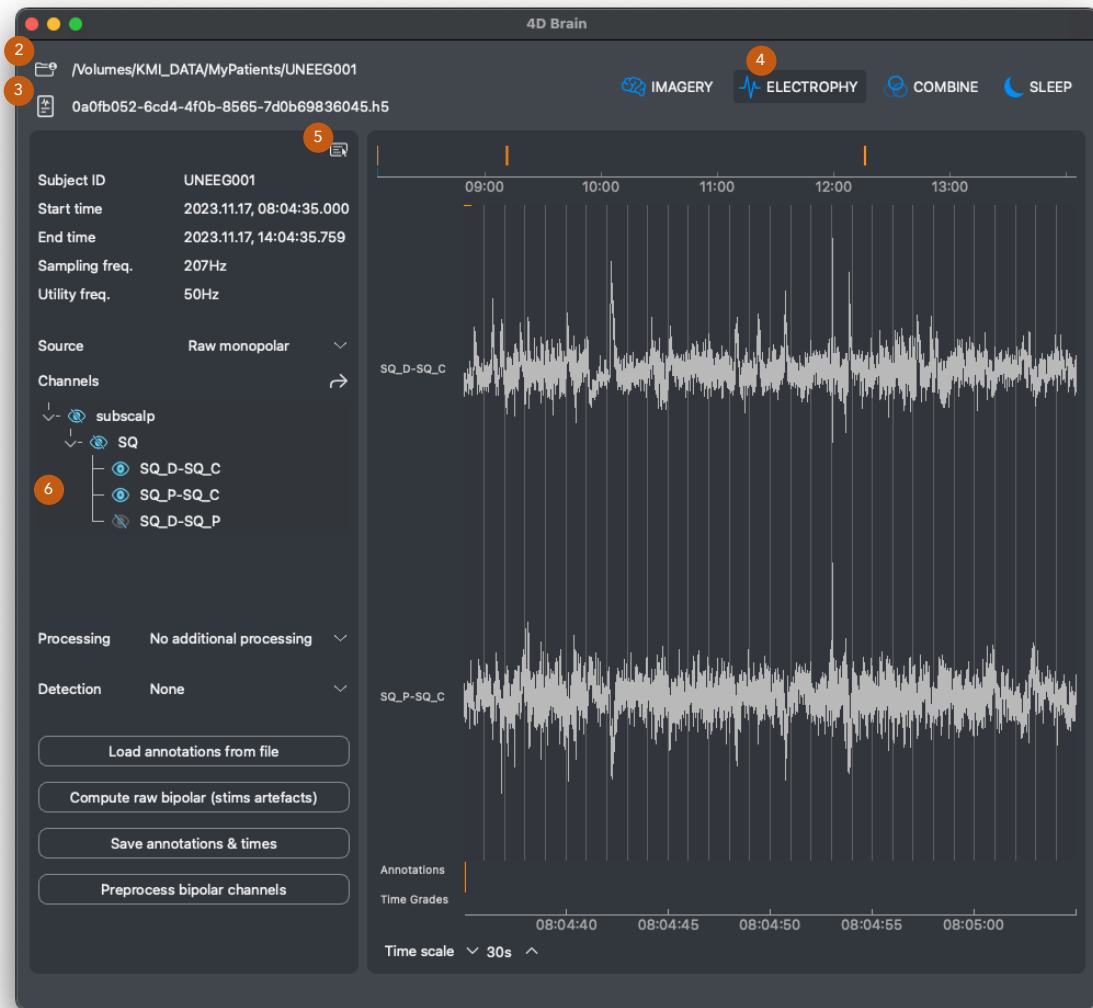 4D Brain
2
/Volumes/KMI_DATA/MyPatients/UNEEG001
3
0a0fb052-6cd4-4f0b-8565-7d0b69836045.h5
4
IMAGERY
ELECTROPHY
COMBINE
SLEEP
5
Subject ID UNEEG001
Start time 2023.11.17, 08:04:35.000
End time 2023.11.17, 14:04:35.759
Sampling freq. 207Hz
Utility freq. 50Hz
Source Raw monopolar
Channels
subscalp
SQ
6
SQ_D-SQ_C
SQ_P-SQ_C
SQ_D-SQ_P
Processing No additional processing
Detection None
Load annotations from file
Compute raw bipolar (stims artefacts)
Save annotations & times
Preprocess bipolar channels
09:00 10:00 11:00 12:00 13:00
SQ_D-SQ_C
SQ_P-SQ_C
Annotations
Time Grades
08:04:40 08:04:45 08:04:50 08:04:55 08:05:00
Time scale 30s